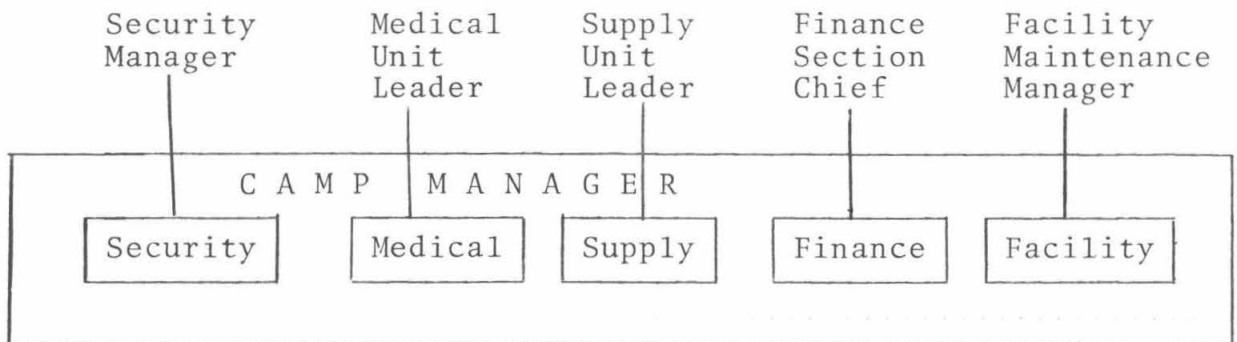 Security Medical Supply Finance Facility
Manager Unit Unit Section Maintenance
Leader Leader Chief Manager
C A M P M A N A G E R
Security Medical Supply Finance Facility